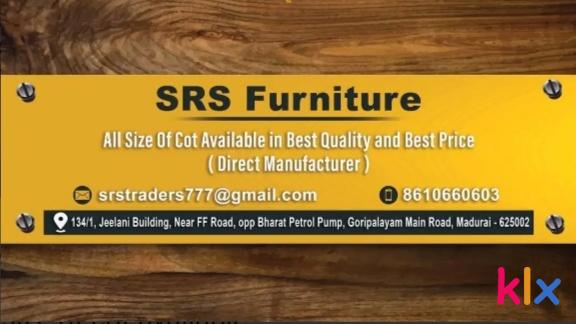 SRS Furniture
All Size Of Cot Available in Best Quality and Best Price
( Direct Manufacturer )
srstraders777@gmail.com
8610660603
134/1, Jeelani Building, Near FF Road, opp Bharat Petrol Pump, Goripalayam Main Road, Madurai - 625002
klx